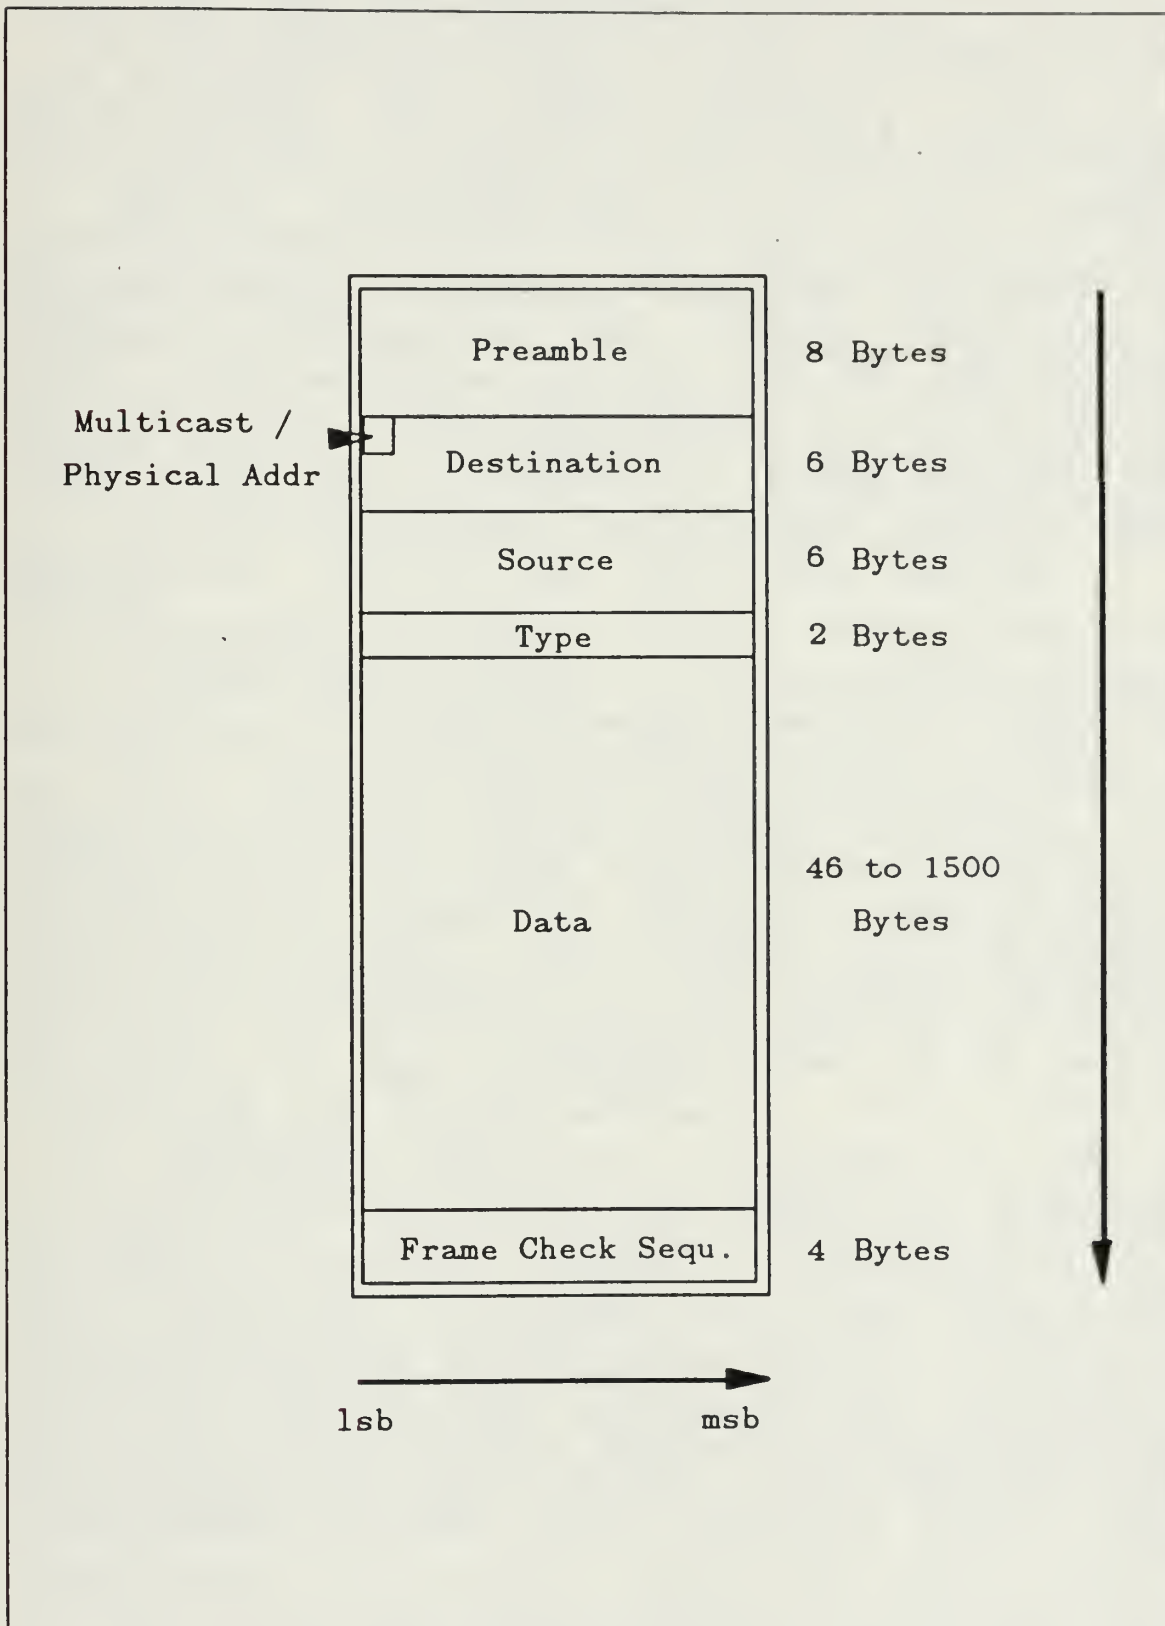 Preamble 8 Bytes
Multicast /
Physical Addr
Destination 6 Bytes
Source 6 Bytes
Type 2 Bytes
46 to 1500
Data Bytes
Frame Check Sequ. 4 Bytes
lsb msb